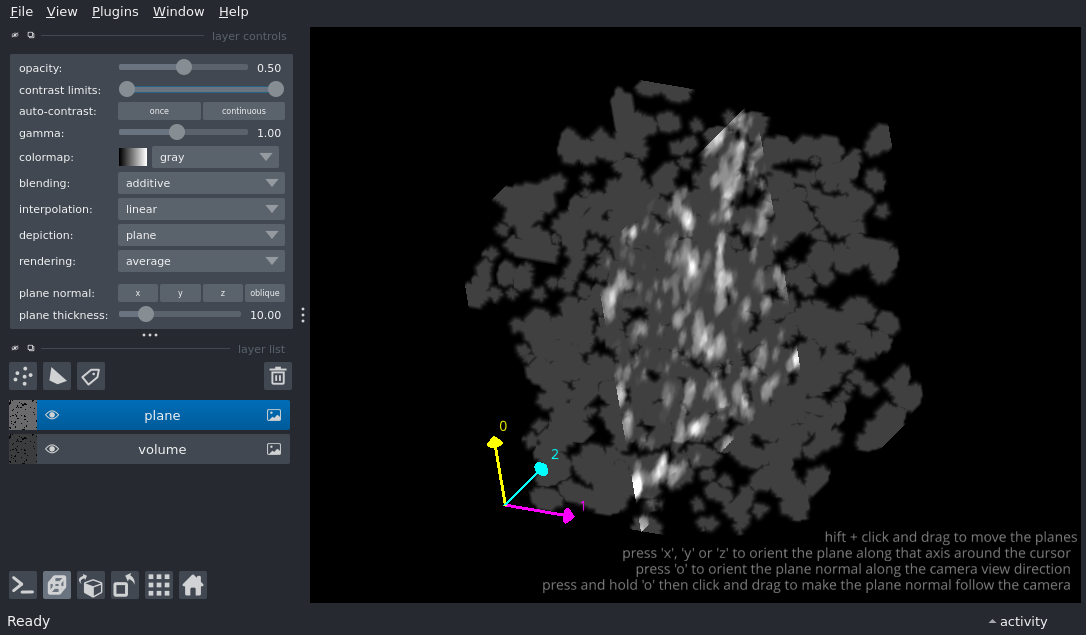 File View Plugins Window Help
layer controls
opacity: 0.50
contrast limits:
auto-contrast: once continuous
gamma: 1.00
colormap: gray
blending: additive
interpolation: linear
depiction: plane
rendering: average
plane normal: x y z oblique
plane thickness: 10.00
layer list
plane
volume
0
2
1
hift + click and drag to move the planes
press 'x', 'y' or 'z' to orient the plane along that axis around the cursor
press 'o' to orient the plane normal along the camera view direction
press and hold 'o' then click and drag to make the plane normal follow the camera
Ready activity